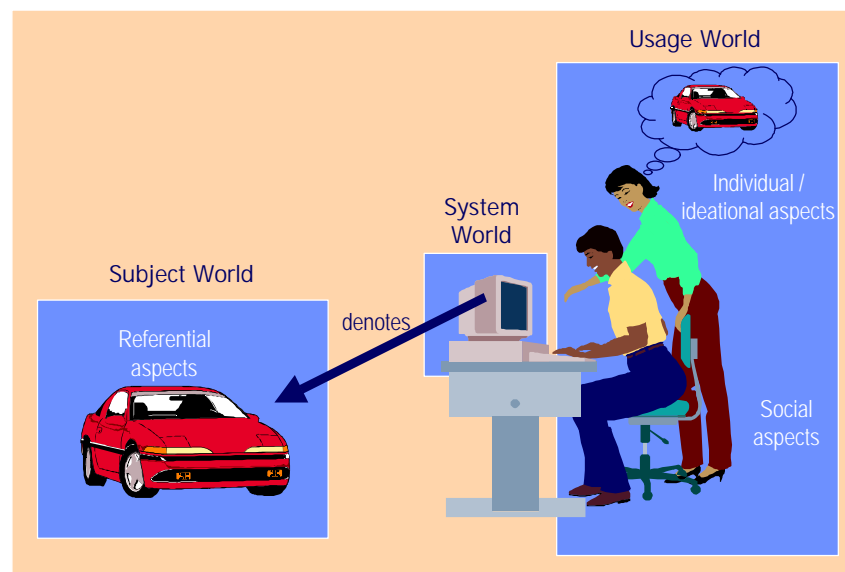 Usage World
Individual /
ideational aspects
System
World
Subject World
denotes
Referential
aspects
Social
aspects